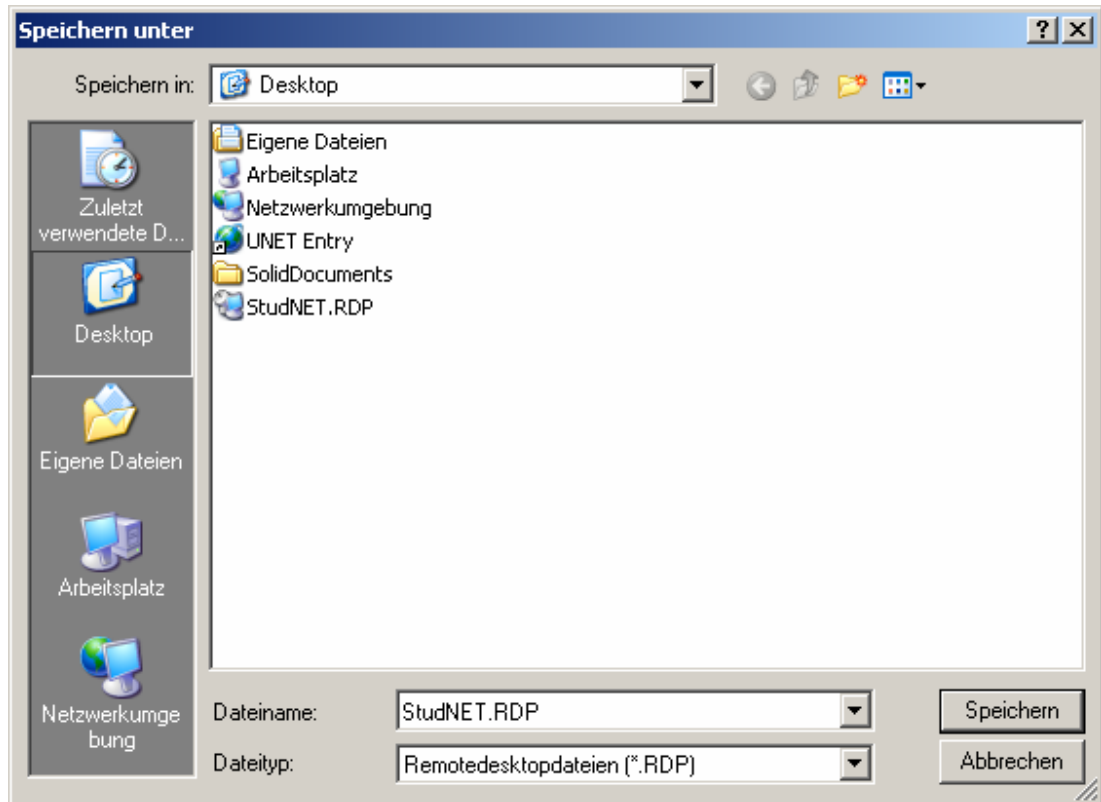 Speichern unter
Speichern in:
Desktop
Zuletzt
verwendete D...
Desktop
Eigene Dateien
Arbeitsplatz
Netzwerkumge
bung
Eigene Dateien
Arbeitsplatz
Netzwerkumgebung
UNET Entry
SolidDocuments
StudNET.RDP
Dateiname:
StudNET.RDP
Speichern
Dateityp:
Remotedesktopdateien (*.RDP)
Abbrechen